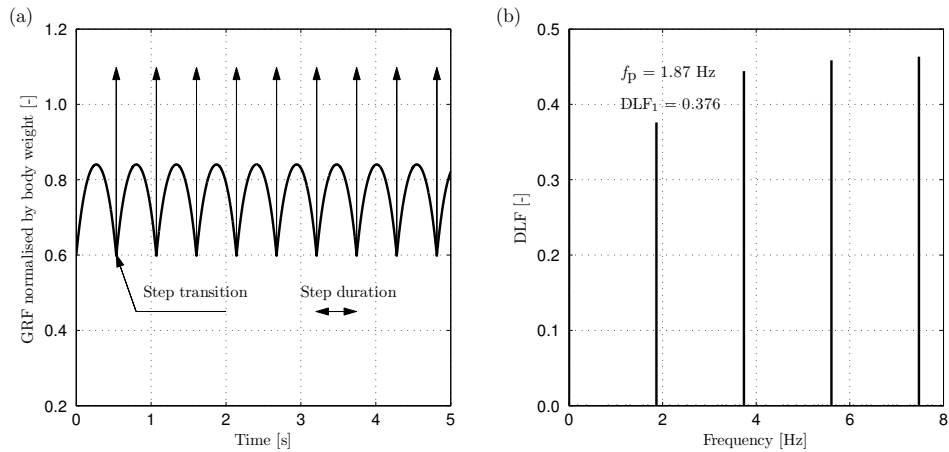 (a)
1.2
1.0
0.8
0.6
0.4
0.2
GRF normalised by body weight [-]
Step transition
Step duration
0 1 2 3 4 5
Time [s]
(b)
0.5
0.4
0.3
0.2
0.1
0.0
DLF [-]
fp = 1.87 Hz
DLF1 = 0.376
0 2 4 6 8
Frequency [Hz]